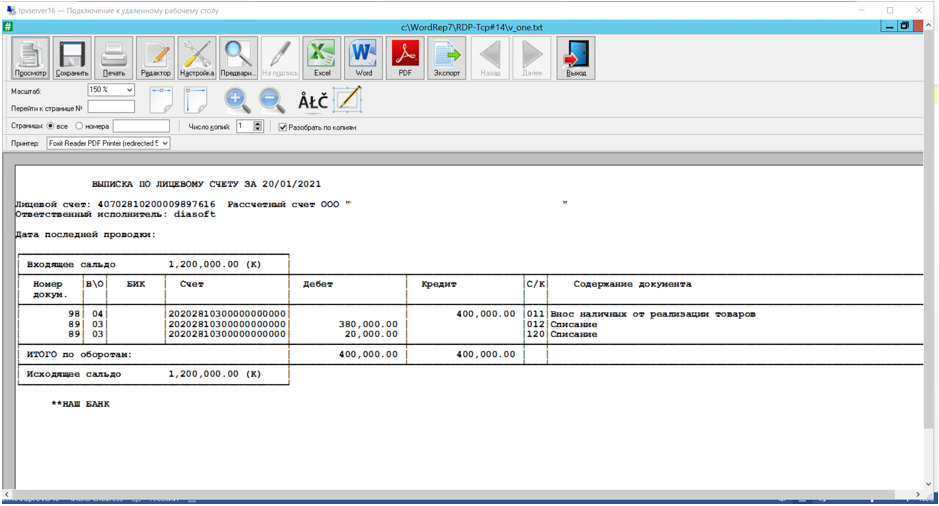 lpvserver16 — Подключение к удаленному рабочему столу
c:\WordRep7\RDP-Tcp#14\v_one.txt
Просмотр Сохранить Печать Редактор Настройка Предвари... На подпись Excel Word PDF Экспорт Назад Далее Выход
Масштаб: 150 %
Перейти к странице №
ÅŁČ
Страницы: все номера Число копий: 1 Разобрать по копиям
Принтер: Foxit Reader PDF Printer (redirected 5
ВЫПИСКА ПО ЛИЦЕВОМУ СЧЕТУ ЗА 20/01/2021
Лицевой счет: 40702810200009897616 Рассчетный счет ООО " "
Ответственный исполнитель: diasoft
Дата последней проводки:
Входящее сальдо 1,200,000.00 (К)
Номер В\О БИК Счет Дебет Кредит С/К Содержание документа
докум.
98 04 20202810300000000000 400,000.00 011 Внос наличных от реализации товаров
89 03 20202810300000000000 380,000.00 012 Списание
89 03 20202810300000000000 20,000.00 120 Списание
ИТОГО по оборотам: 400,000.00 400,000.00
Исходящее сальдо 1,200,000.00 (К)
**НАШ БАНК